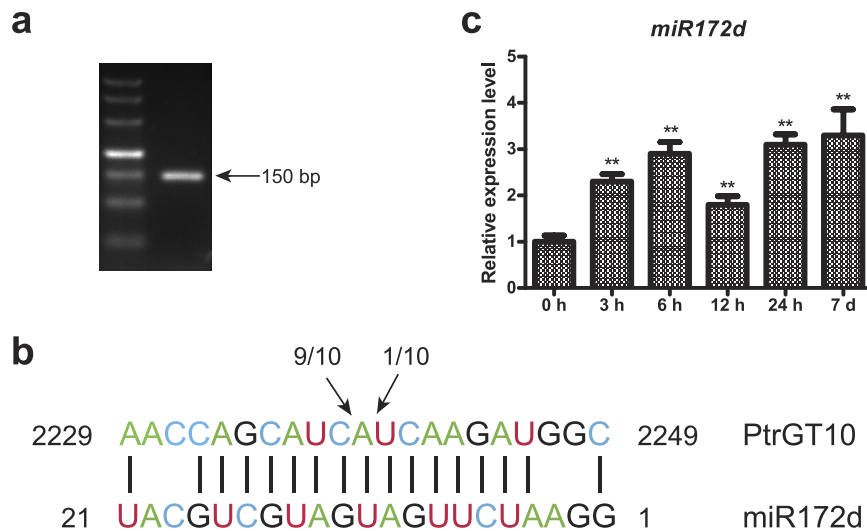 a
150 bp
c
miR172d
Relative expression level
5
4
3
2
1
0
** ** ** ** **
0 h 3 h 6 h 12 h 24 h 7 d
b
9/10 1/10
2229 AACCAGCAUCAUCAAGAUGGC 2249 PtrGT10
21 UACGUCGUAGUAGUUCUAAGG 1 miR172d